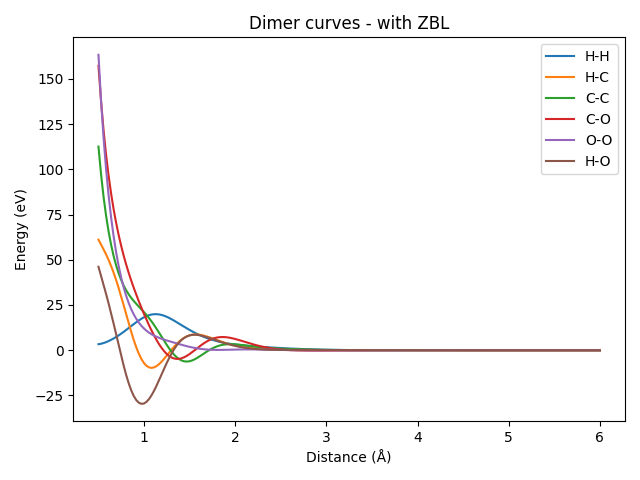 Dimer curves - with ZBL
Energy (eV)
150
125
100
75
50
25
0
−25
H-H
H-C
C-C
C-O
O-O
H-O
1
2
3
4
5
6
Distance (Å)